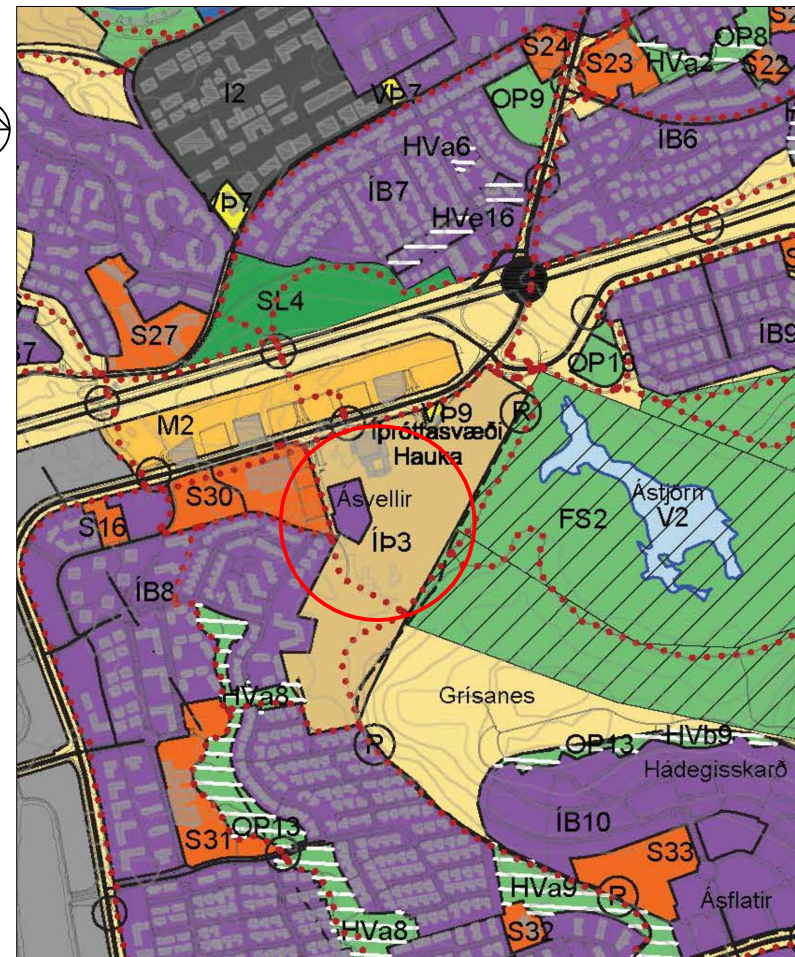 S24
S23
OP8
HVa2
S22
I2
VÞ7
OP9
ÍB6
HVa6
ÍB7
VÞ7
HVe16
SL4
S27
ÍB9
OP13
M2
VÞ9
R
Íþróttasvæði
Hauka
S30
Ásvellir
Ástjörn
V2
FS2
S16
ÍÞ3
ÍB8
HVa8
Grísanes
R
OP13
HVb9
Hádegisskarð
ÍB10
S31
OP13
S33
HVa9
R
Ásflatir
HVa8
S32